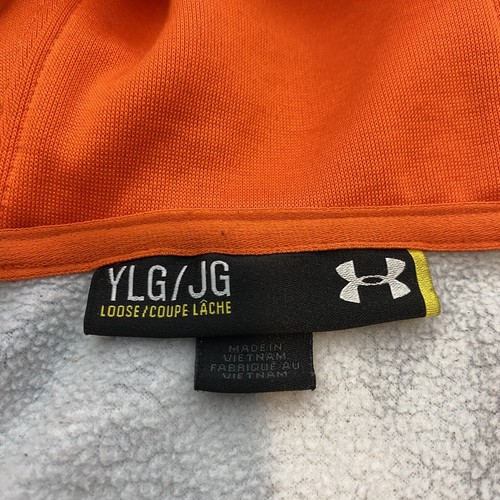 YLG/JG
LOOSE/COUPE LÂCHE
MADE IN
VIETNAM
FABRIQUÉ AU
VIETNAM